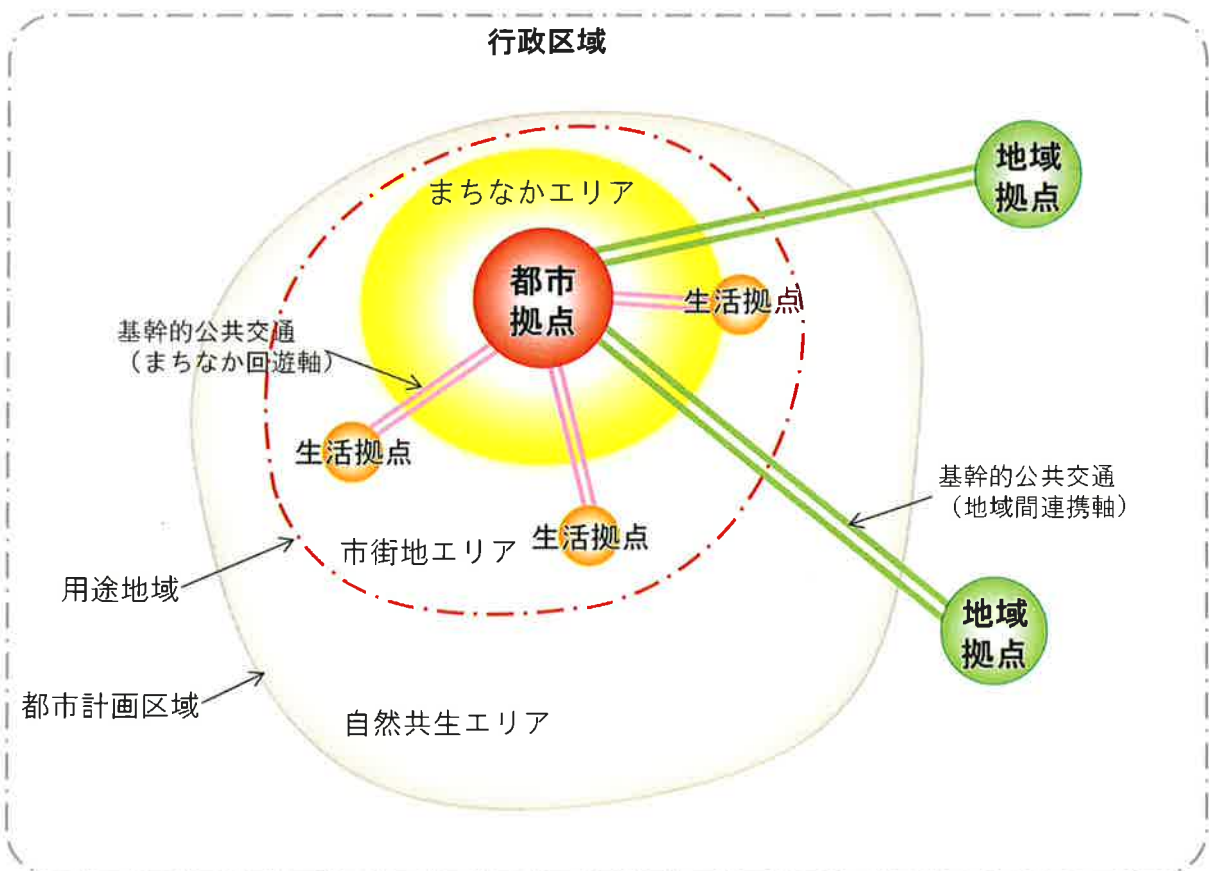 行政区域
地域
拠点
まちなかエリア
都市
拠点
生活拠点
基幹的公共交通
（まちなか回遊軸）
生活拠点
基幹的公共交通
（地域間連携軸）
生活拠点
市街地エリア
用途地域
地域
拠点
都市計画区域
自然共生エリア